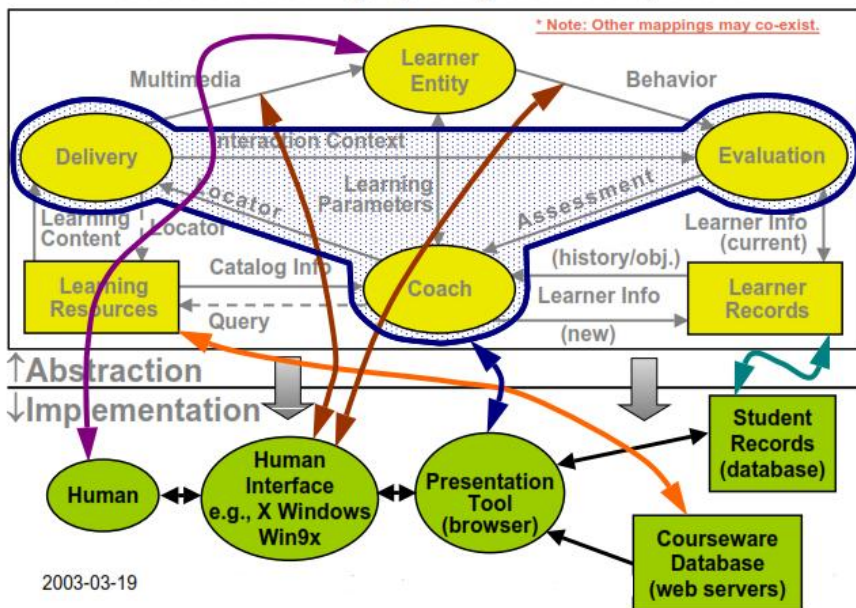 * Note: Other mappings may co-exist.
Learner
Entity
Multimedia
Behavior
Delivery
Interaction Context
Evaluation
Learning
Parameters
Locator
Assessment
Learning
Content
Locator
Learner Info
(current)
Learning
Resources
Catalog Info
Query
Coach
(history/obj.)
Learner Info
(new)
Learner
Records
↑Abstraction
↓Implementation
Human
Human
Interface
e.g., X Windows
Win9x
Presentation
Tool
(browser)
Student
Records
(database)
Courseware
Database
(web servers)
2003-03-19